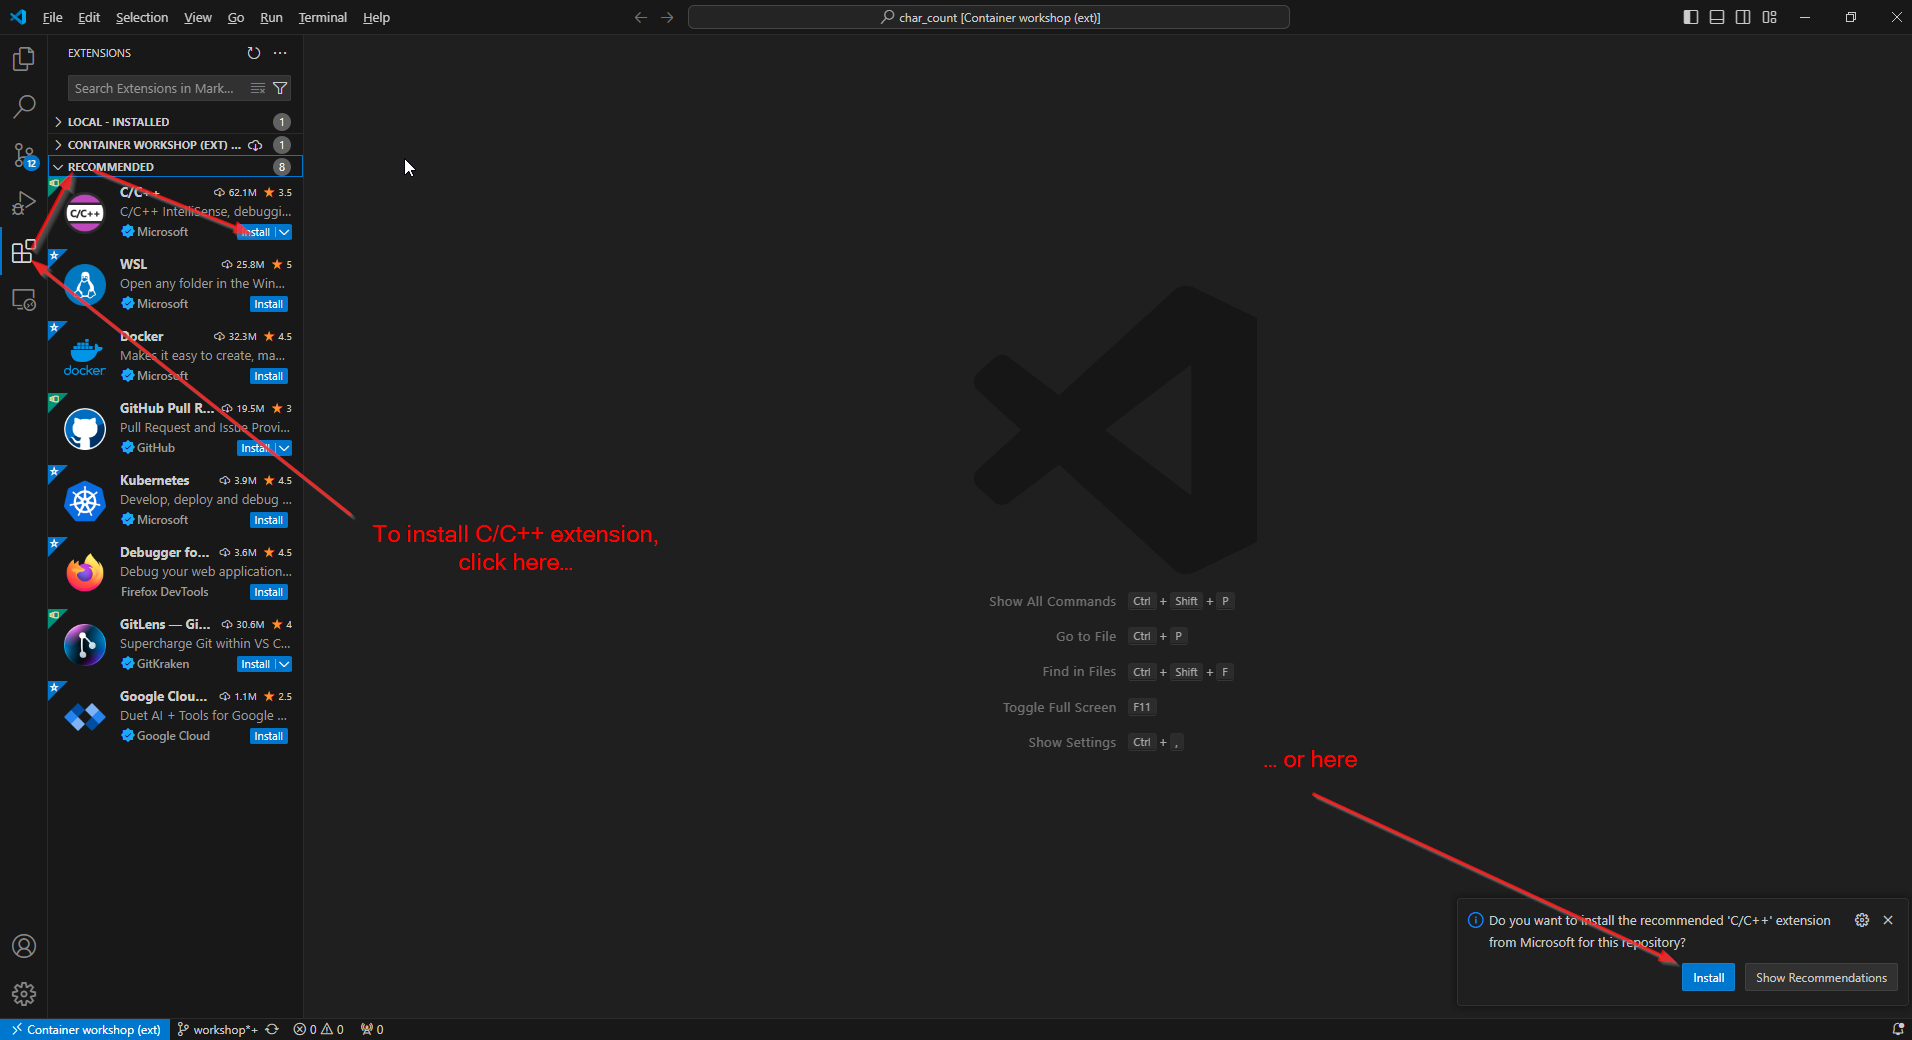 File Edit Selection View Go Run Terminal Help
char_count [Container workshop (ext)]
EXTENSIONS
Search Extensions in Mark...
LOCAL - INSTALLED 1
CONTAINER WORKSHOP (EXT) ... 1
RECOMMENDED 8
C/C++ 62.1M 3.5
C/C++ IntelliSense, debuggi...
C/C++
Microsoft Install
WSL 25.8M 5
Open any folder in the Win...
Microsoft Install
Docker 32.3M 4.5
Makes it easy to create, ma...
docker
Microsoft Install
GitHub Pull R... 19.5M 3
Pull Request and Issue Provi...
GitHub Install
Kubernetes 3.9M 4.5
Develop, deploy and debug ...
Microsoft Install
Debugger fo... 3.6M 4.5
Debug your web application...
Firefox DevTools Install
GitLens — Gi... 30.6M 4
Supercharge Git within VS C...
GitKraken Install
Google Clou... 1.1M 2.5
Duet AI + Tools for Google ...
Google Cloud Install
12
To install C/C++ extension,
click here...
Show All Commands Ctrl + Shift + P
Go to File Ctrl + P
Find in Files Ctrl + Shift + F
Toggle Full Screen F11
Show Settings Ctrl + ,
... or here
Do you want to install the recommended 'C/C++' extension
from Microsoft for this repository?
Install Show Recommendations
Container workshop (ext) workshop*+ 0 0 0